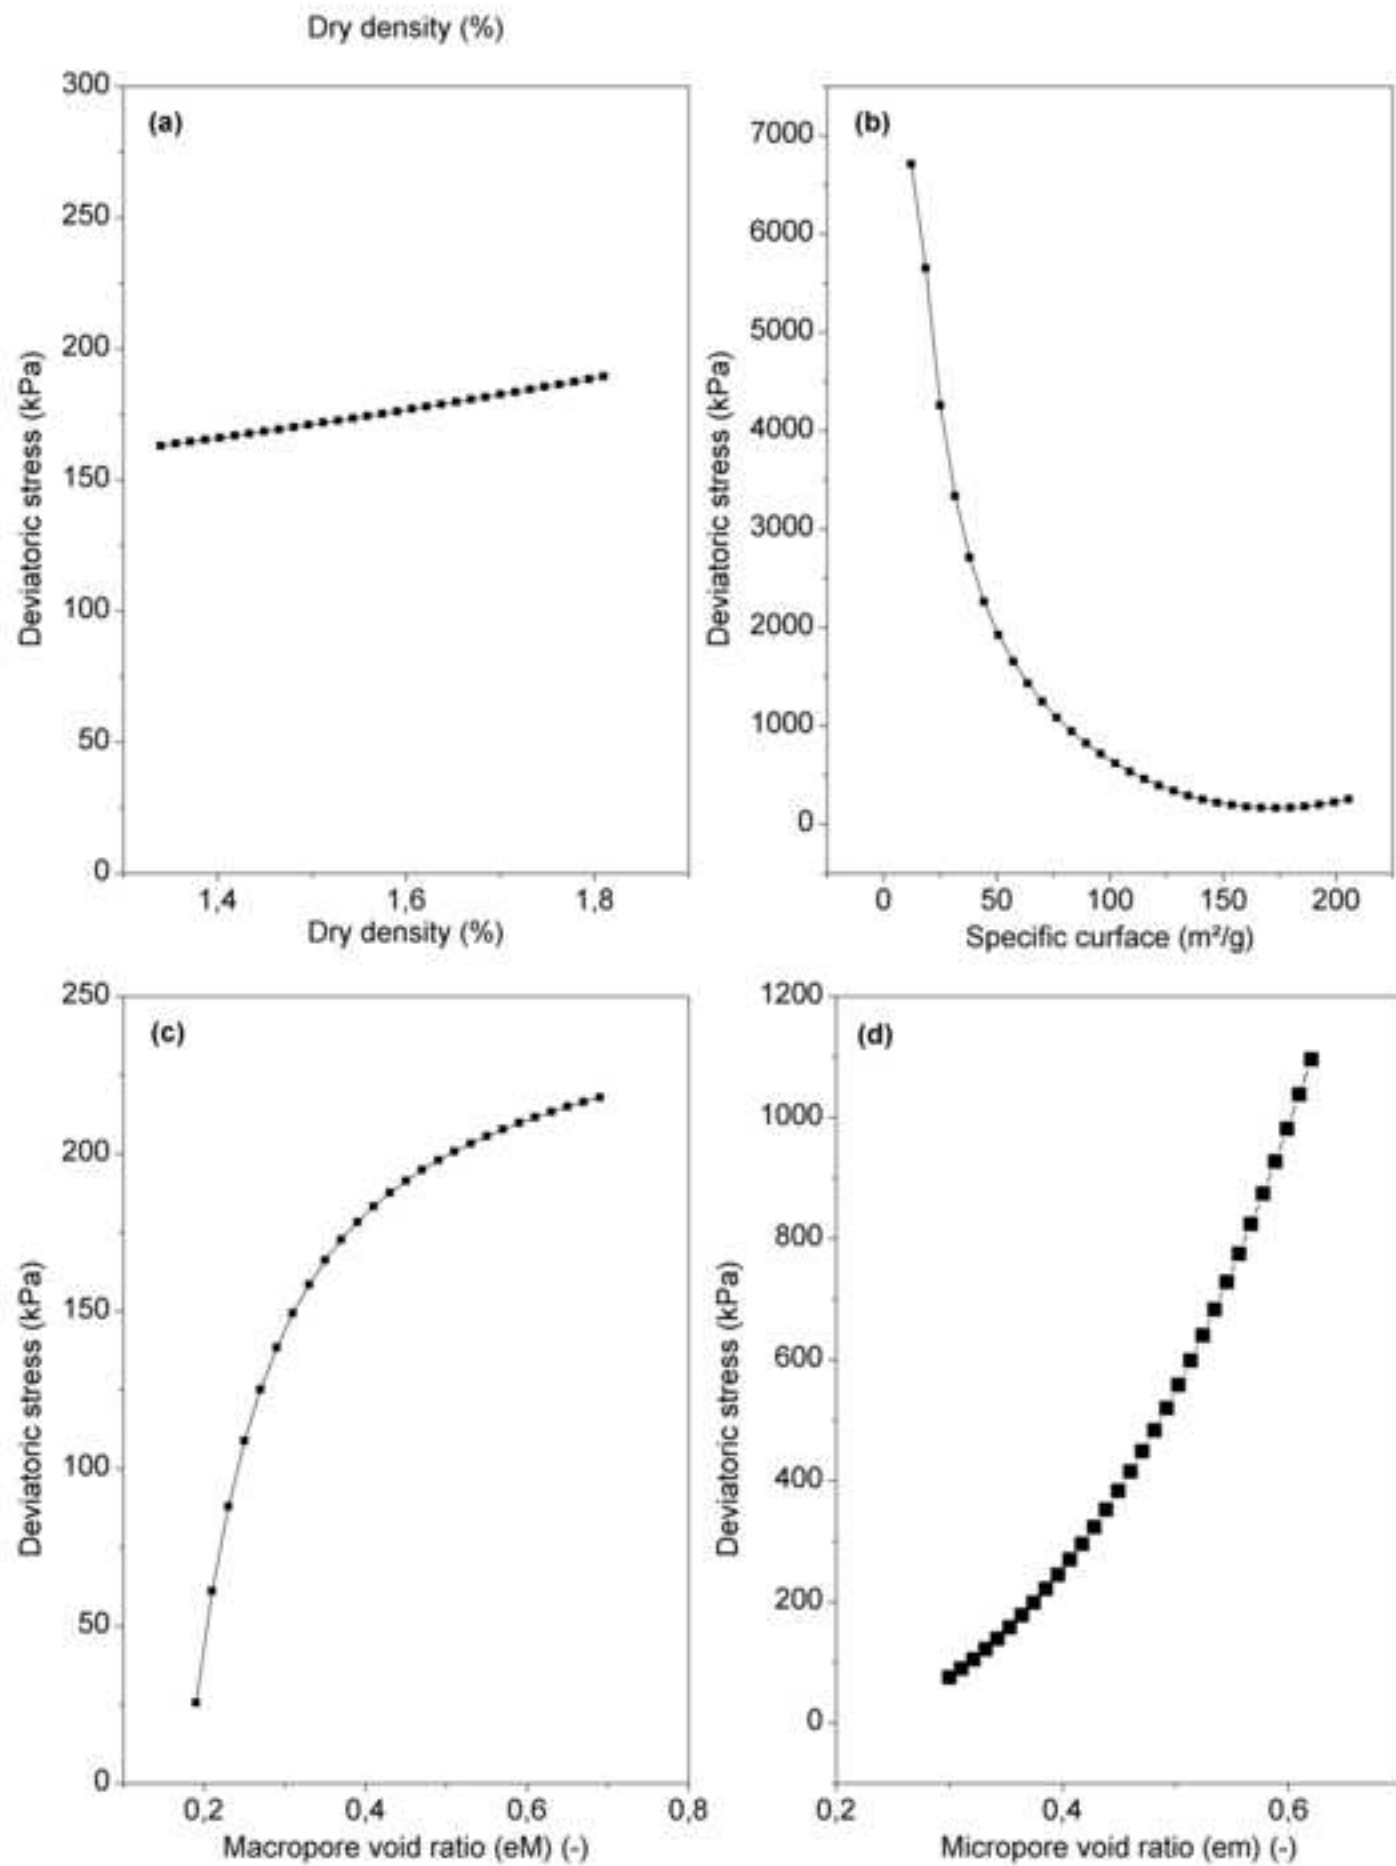 Dry density (%)
(a)
300
250
200
150
100
50
0
Deviatoric stress (kPa)
1,4 1,6 1,8
Dry density (%)
(b)
7000
6000
5000
4000
3000
2000
1000
0
Deviatoric stress (kPa)
0 50 100 150 200
Specific curface (m²/g)
(c)
250
200
150
100
50
0
Deviatoric stress (kPa)
0,2 0,4 0,6 0,8
Macropore void ratio (eM) (-)
(d)
1200
1000
800
600
400
200
0
Deviatoric stress (kPa)
0,2 0,4 0,6
Micropore void ratio (em) (-)